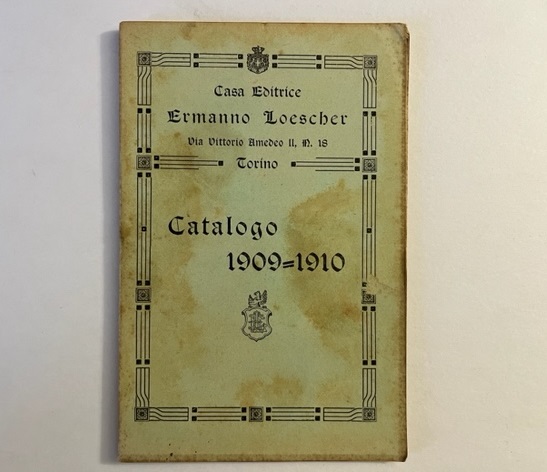 Casa Editrice
Ermanno Loescher
Via Vittorio Amedeo II, N. 18
Torino
Catalogo
1909=1910